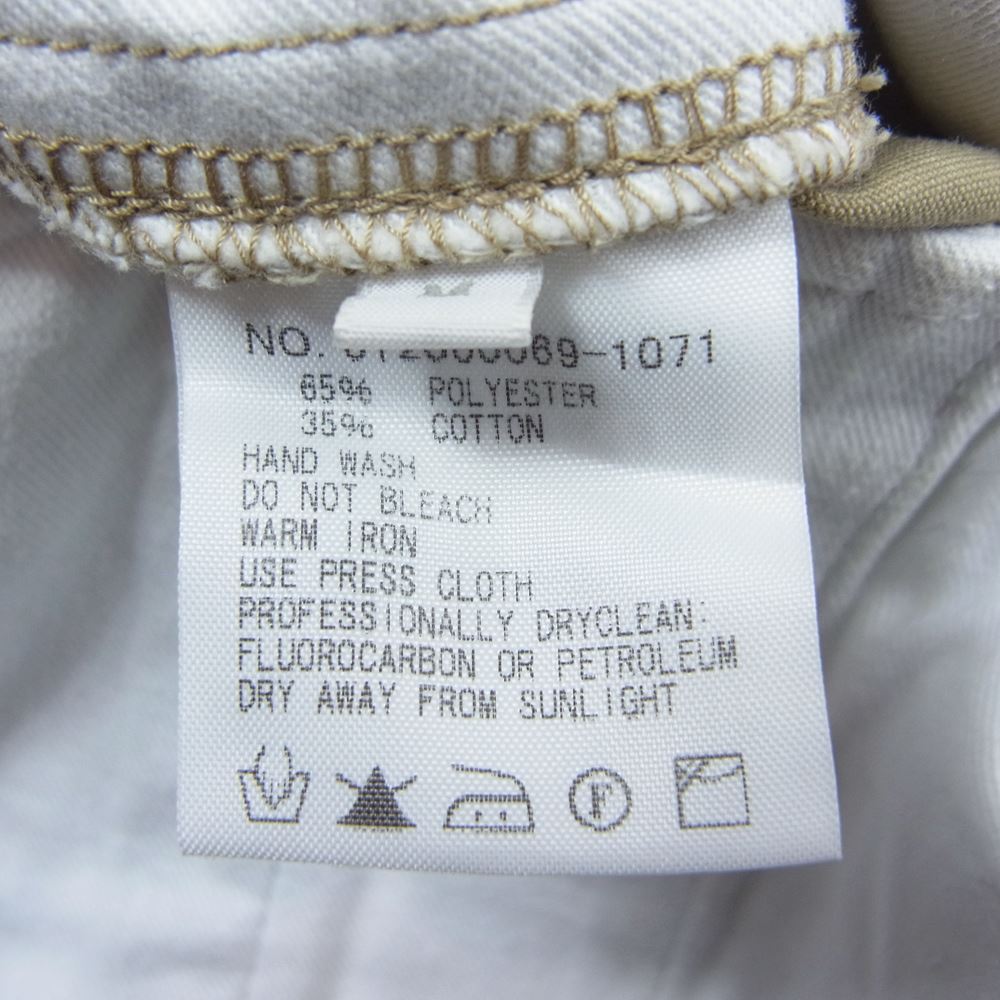 M
NO. 1071
65% POLYESTER
35% COTTON
HAND WASH
DO NOT BLEACH
WARM IRON
USE PRESS CLOTH
PROFESSIONALLY DRYCLEAN:
FLUOROCARBON OR PETROLEUM
DRY AWAY FROM SUNLIGHT
F